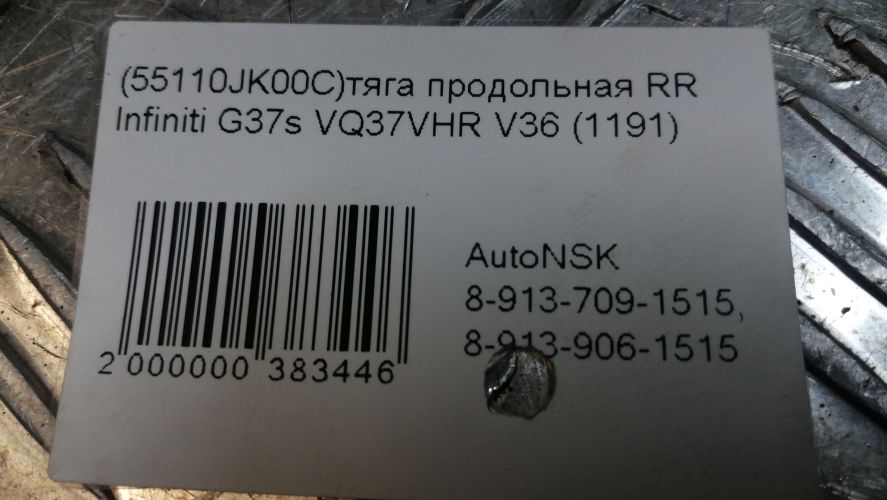 (55110JK00C)тяга продольная RR
Infiniti G37s VQ37VHR V36 (1191)
AutoNSK
8-913-709-1515,
8-913-906-1515
2 000000 383446